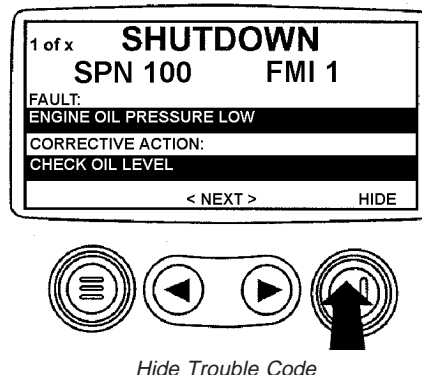 1 of x SHUTDOWN
SPN 100 FMI 1
FAULT:
ENGINE OIL PRESSURE LOW
CORRECTIVE ACTION:
CHECK OIL LEVEL
< NEXT > HIDE
Hide Trouble Code